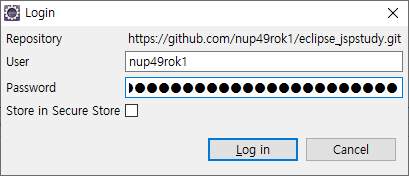 Login
Repository https://github.com/nup49rok1/eclipse_jspstudy.git
User nup49rok1
Password ●●●●●●●●●●●●●●●●●●●●●●●
Store in Secure Store
Log in Cancel